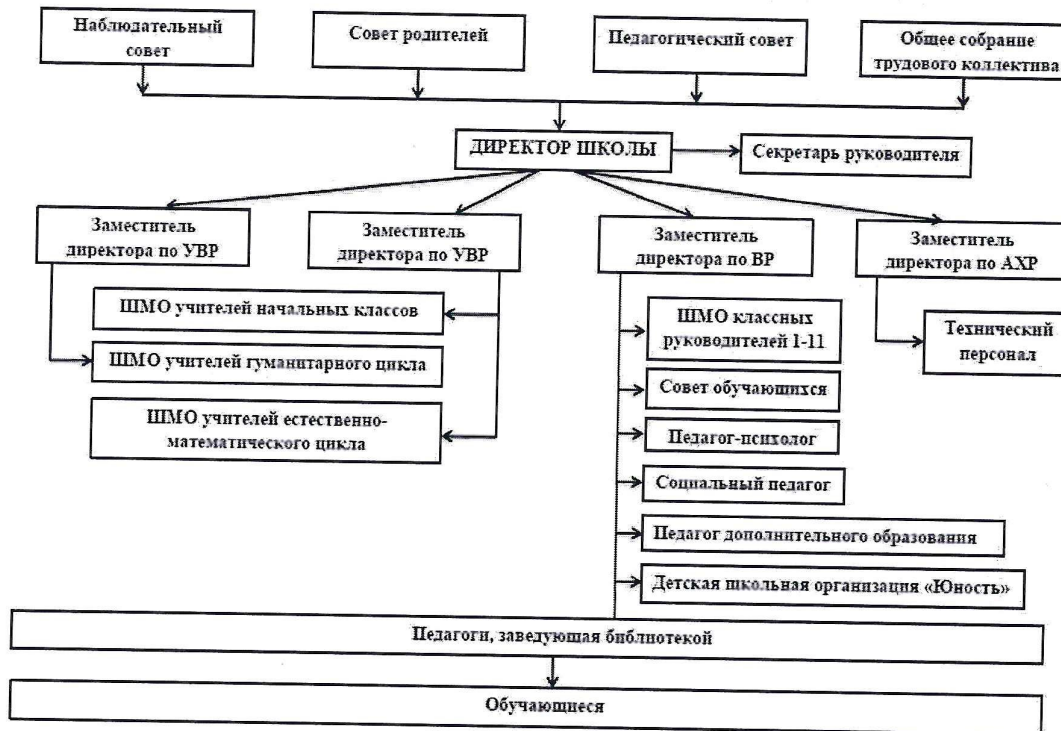 Наблюдательный
совет
Совет родителей
Педагогический совет
Общее собрание
трудового коллектива
ДИРЕКТОР ШКОЛЫ
Секретарь руководителя
Заместитель
директора по УВР
Заместитель
директора по УВР
Заместитель
директора по ВР
Заместитель
директора по АХР
ШМО учителей начальных классов
ШМО учителей гуманитарного цикла
ШМО учителей естественно-
математического цикла
ШМО классных
руководителей 1-11
Совет обучающихся
Педагог-психолог
Социальный педагог
Педагог дополнительного образования
Детская школьная организация «Юность»
Технический
персонал
Педагоги, заведующая библиотекой
Обучающиеся